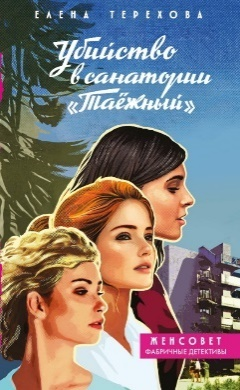 ЕЛЕНА ТЕРЕХОВА
Убийство
в санатории
«Таёжный»
ЖЕНСОВЕТ
ФАБРИЧНЫЕ ДЕТЕКТИВЫ